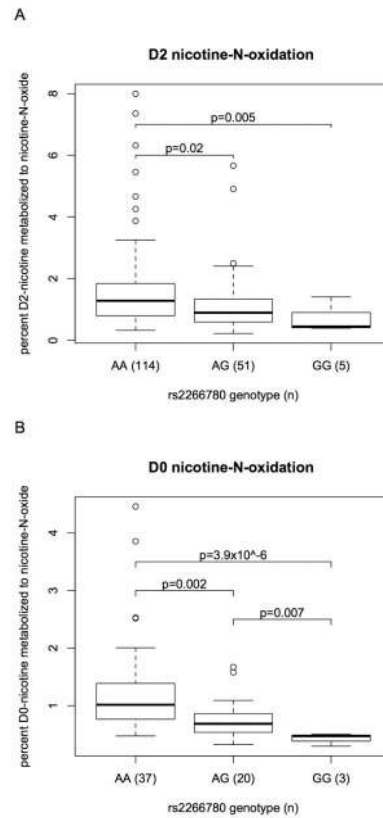 A
D2 nicotine-N-oxidation
percent D2-nicotine metabolized to nicotine-N-oxide
8
6
4
2
0
p=0.005
p=0.02
AA (114)
AG (51)
GG (5)
rs2266780 genotype (n)
B
D0 nicotine-N-oxidation
percent D0-nicotine metabolized to nicotine-N-oxide
4
3
2
1
p=3.9x10^-6
p=0.002
p=0.007
AA (37)
AG (20)
GG (3)
rs2266780 genotype (n)